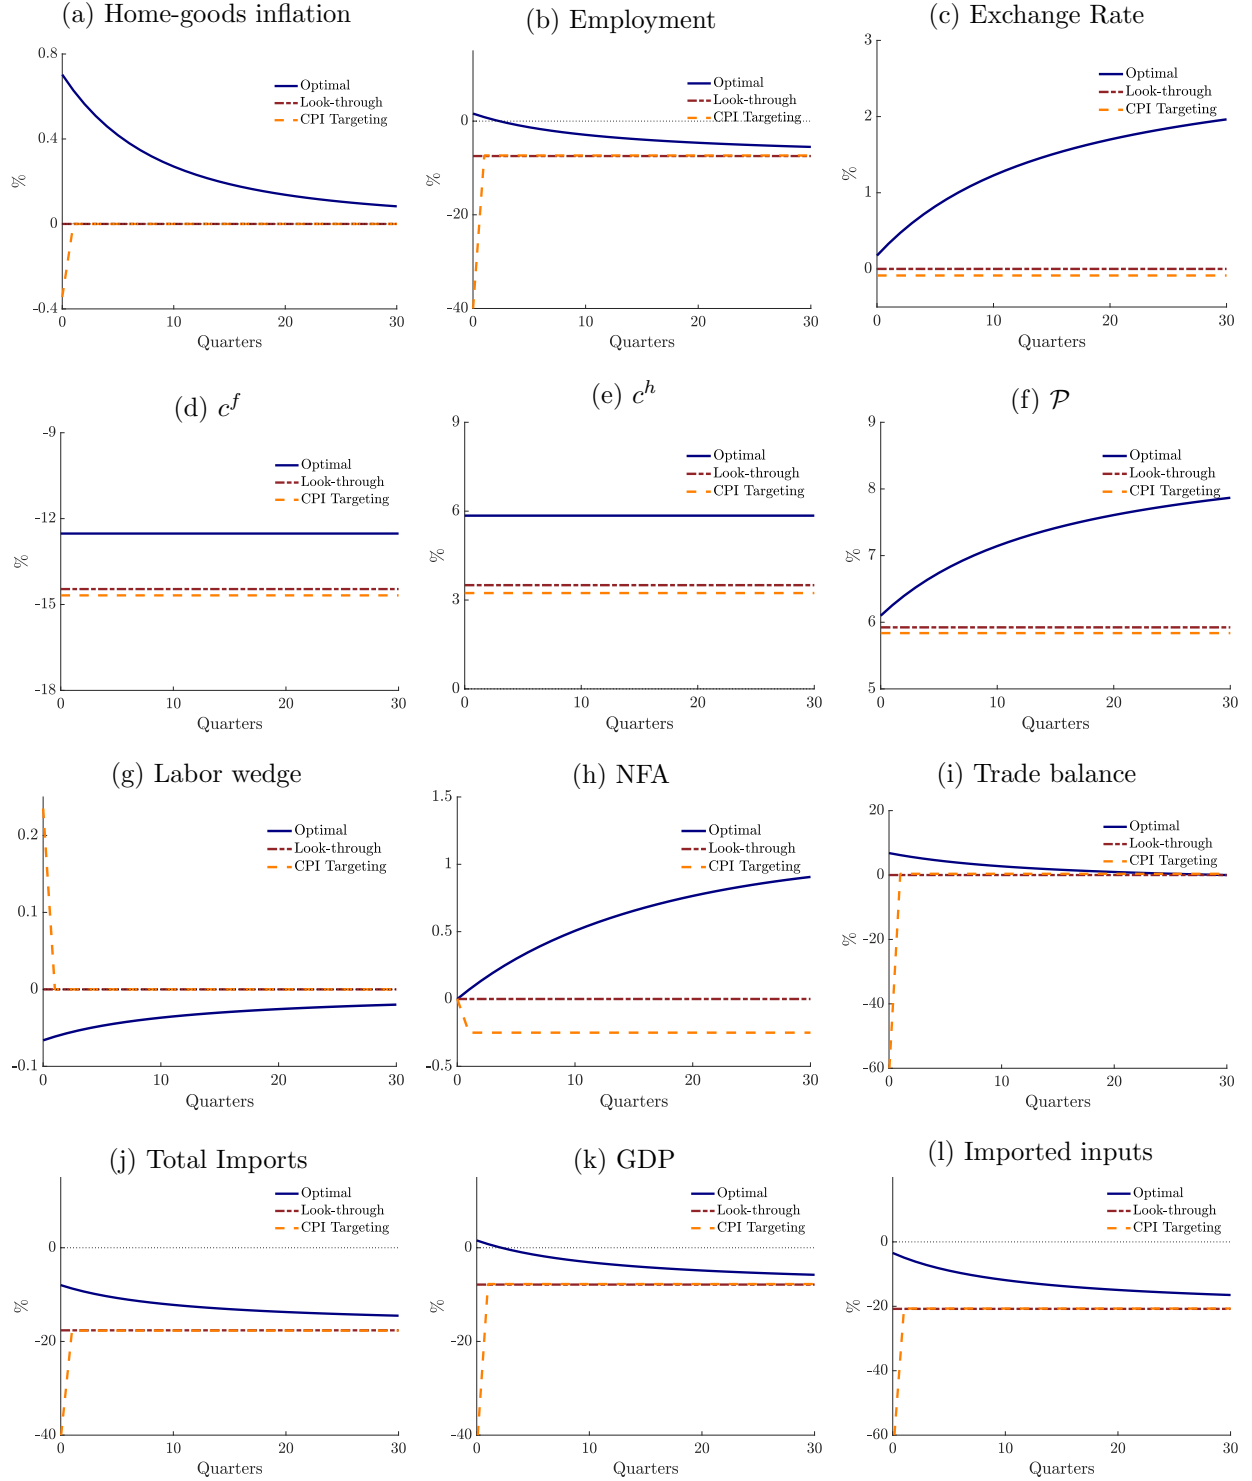 (a) Home-goods inflation
0.8
0.4
0
-0.4
%
Optimal
Look-through
CPI Targeting
0 10 20 30
Quarters
(b) Employment
0
-20
-40
%
Optimal
Look-through
CPI Targeting
0 10 20 30
Quarters
(c) Exchange Rate
3
2
1
0
%
Optimal
Look-through
CPI Targeting
0 10 20 30
Quarters
(d) c^f
-9
-12
-15
-18
%
Optimal
Look-through
CPI Targeting
0 10 20 30
Quarters
(e) c^h
9
6
3
0
%
Optimal
Look-through
CPI Targeting
0 10 20 30
Quarters
(f) 𝒫
9
8
7
6
5
%
Optimal
Look-through
CPI Targeting
0 10 20 30
Quarters
(g) Labor wedge
0.2
0.1
0
-0.1
Optimal
Look-through
CPI Targeting
0 10 20 30
Quarters
(h) NFA
1.5
1
0.5
0
-0.5
Optimal
Look-through
CPI Targeting
0 10 20 30
Quarters
(i) Trade balance
20
0
-20
-40
-60
%
Optimal
Look-through
CPI Targeting
0 10 20 30
Quarters
(j) Total Imports
0
-20
-40
%
Optimal
Look-through
CPI Targeting
0 10 20 30
Quarters
(k) GDP
0
-20
-40
%
Optimal
Look-through
CPI Targeting
0 10 20 30
Quarters
(l) Imported inputs
0
-20
-40
-60
%
Optimal
Look-through
CPI Targeting
0 10 20 30
Quarters